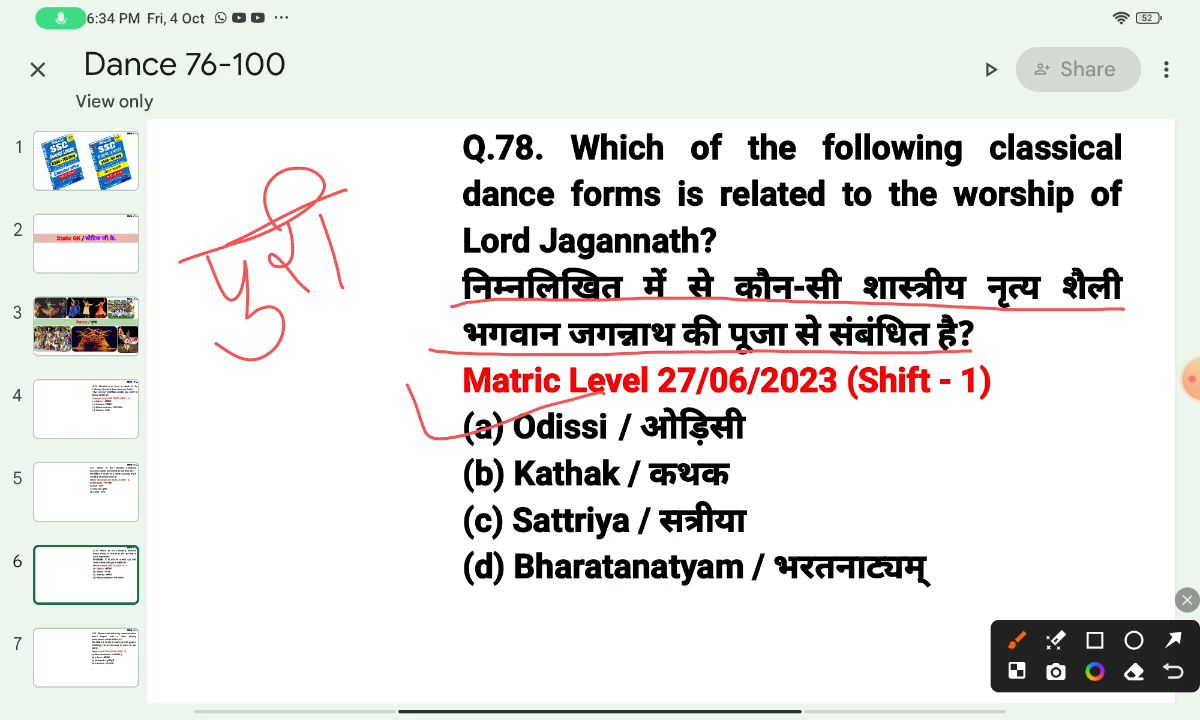 6:34 PM Fri, 4 Oct
52
Dance 76-100
View only
Share
1
SSC
SSC
2
Static GK / स्टैटिक जी.के.
3
4
5
6
7
पुरी
Q.78. Which of the following classical
dance forms is related to the worship of
Lord Jagannath?
निम्नलिखित में से कौन-सी शास्त्रीय नृत्य शैली
भगवान जगन्नाथ की पूजा से संबंधित है?
Matric Level 27/06/2023 (Shift - 1)
(a) Odissi / ओड़िसी
(b) Kathak / कथक
(c) Sattriya / सत्रीया
(d) Bharatanatyam / भरतनाट्यम्